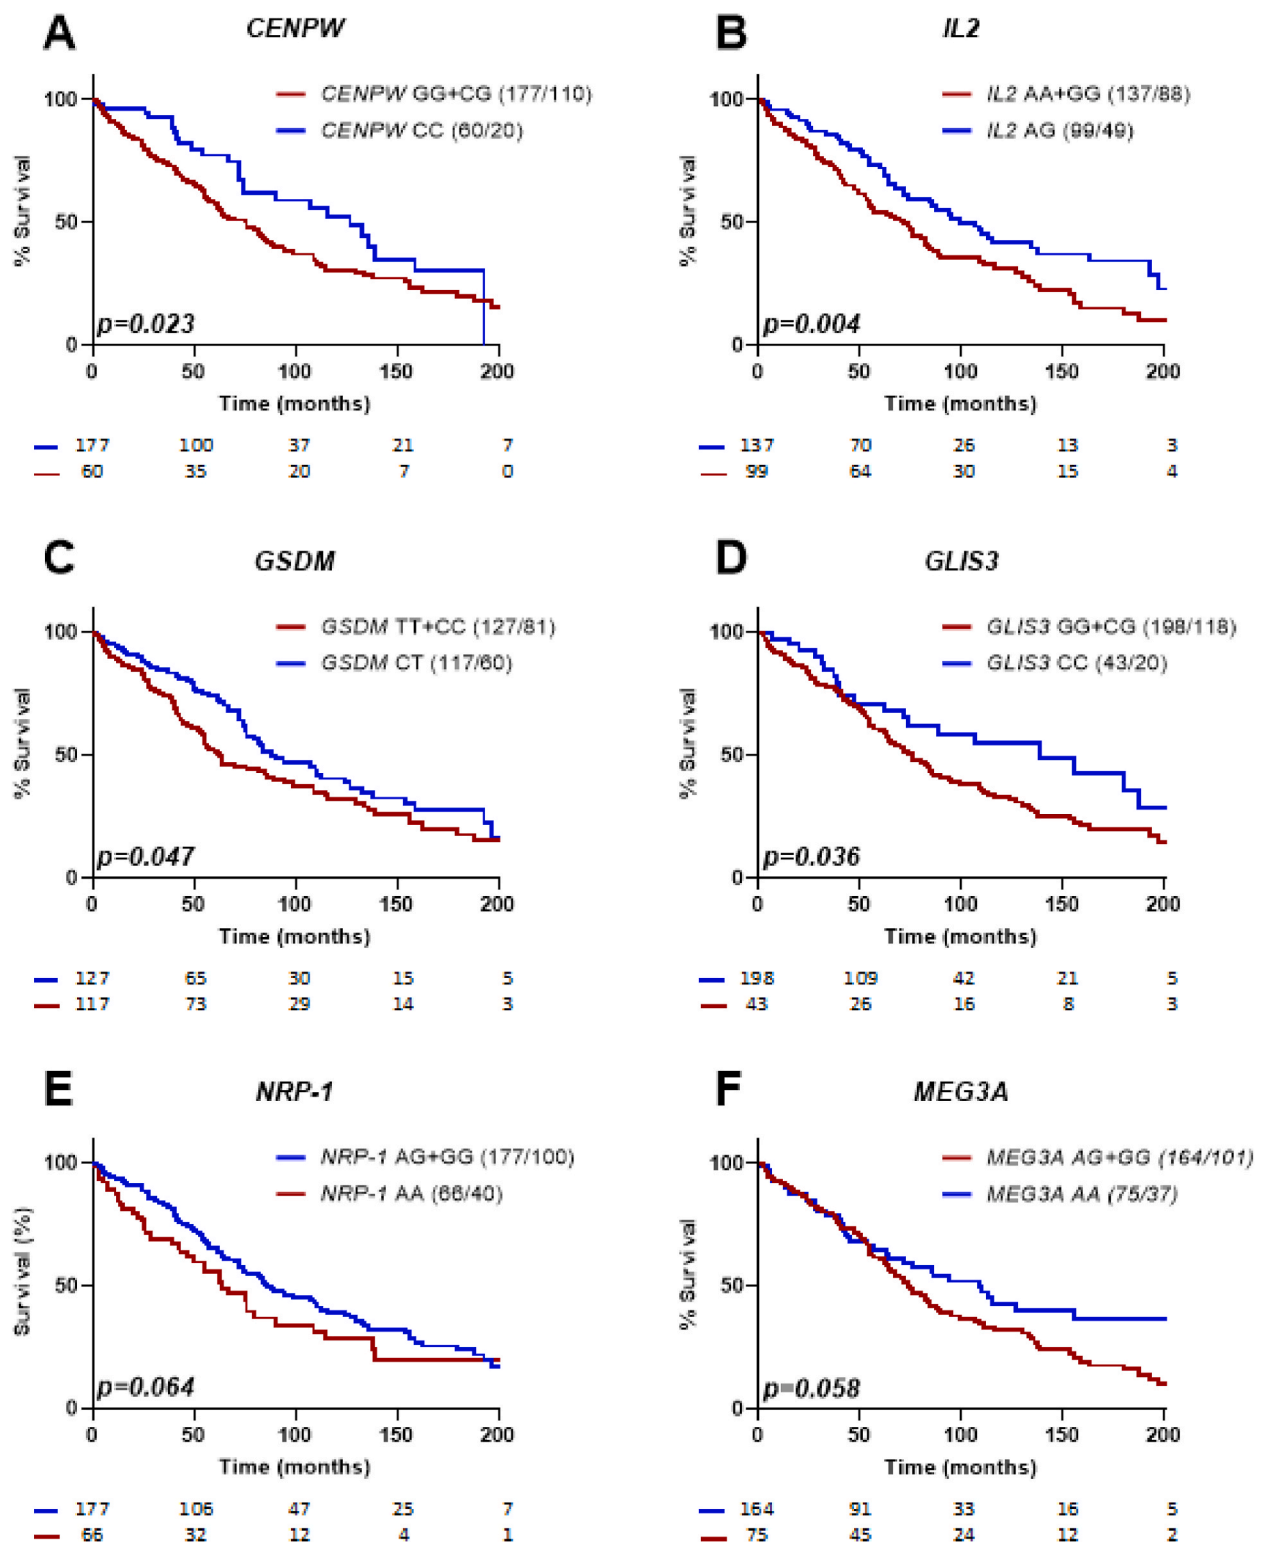 A CENPW
CENPW GG+CG (177/110)
CENPW CC (60/20)
% Survival
100
50
0
p=0.023
0 50 100 150 200
Time (months)
177 100 37 21 7
60 35 20 7 0
B IL2
IL2 AA+GG (137/88)
IL2 AG (99/49)
% Survival
100
50
0
p=0.004
0 50 100 150 200
Time (months)
137 70 26 13 3
99 64 30 15 4
C GSDM
GSDM TT+CC (127/81)
GSDM CT (117/60)
% Survival
100
50
0
p=0.047
0 50 100 150 200
Time (months)
127 65 30 15 5
117 73 29 14 3
D GLIS3
GLIS3 GG+CG (198/118)
GLIS3 CC (43/20)
% Survival
100
50
0
p=0.036
0 50 100 150 200
Time (months)
198 109 42 21 5
43 26 16 8 3
E NRP-1
NRP-1 AG+GG (177/100)
NRP-1 AA (66/40)
Survival (%)
100
50
0
p=0.064
0 50 100 150 200
Time (months)
177 106 47 25 7
66 32 12 4 1
F MEG3A
MEG3A AG+GG (164/101)
MEG3A AA (75/37)
% Survival
100
50
0
p=0.058
0 50 100 150 200
Time (months)
164 91 33 16 5
75 45 24 12 2